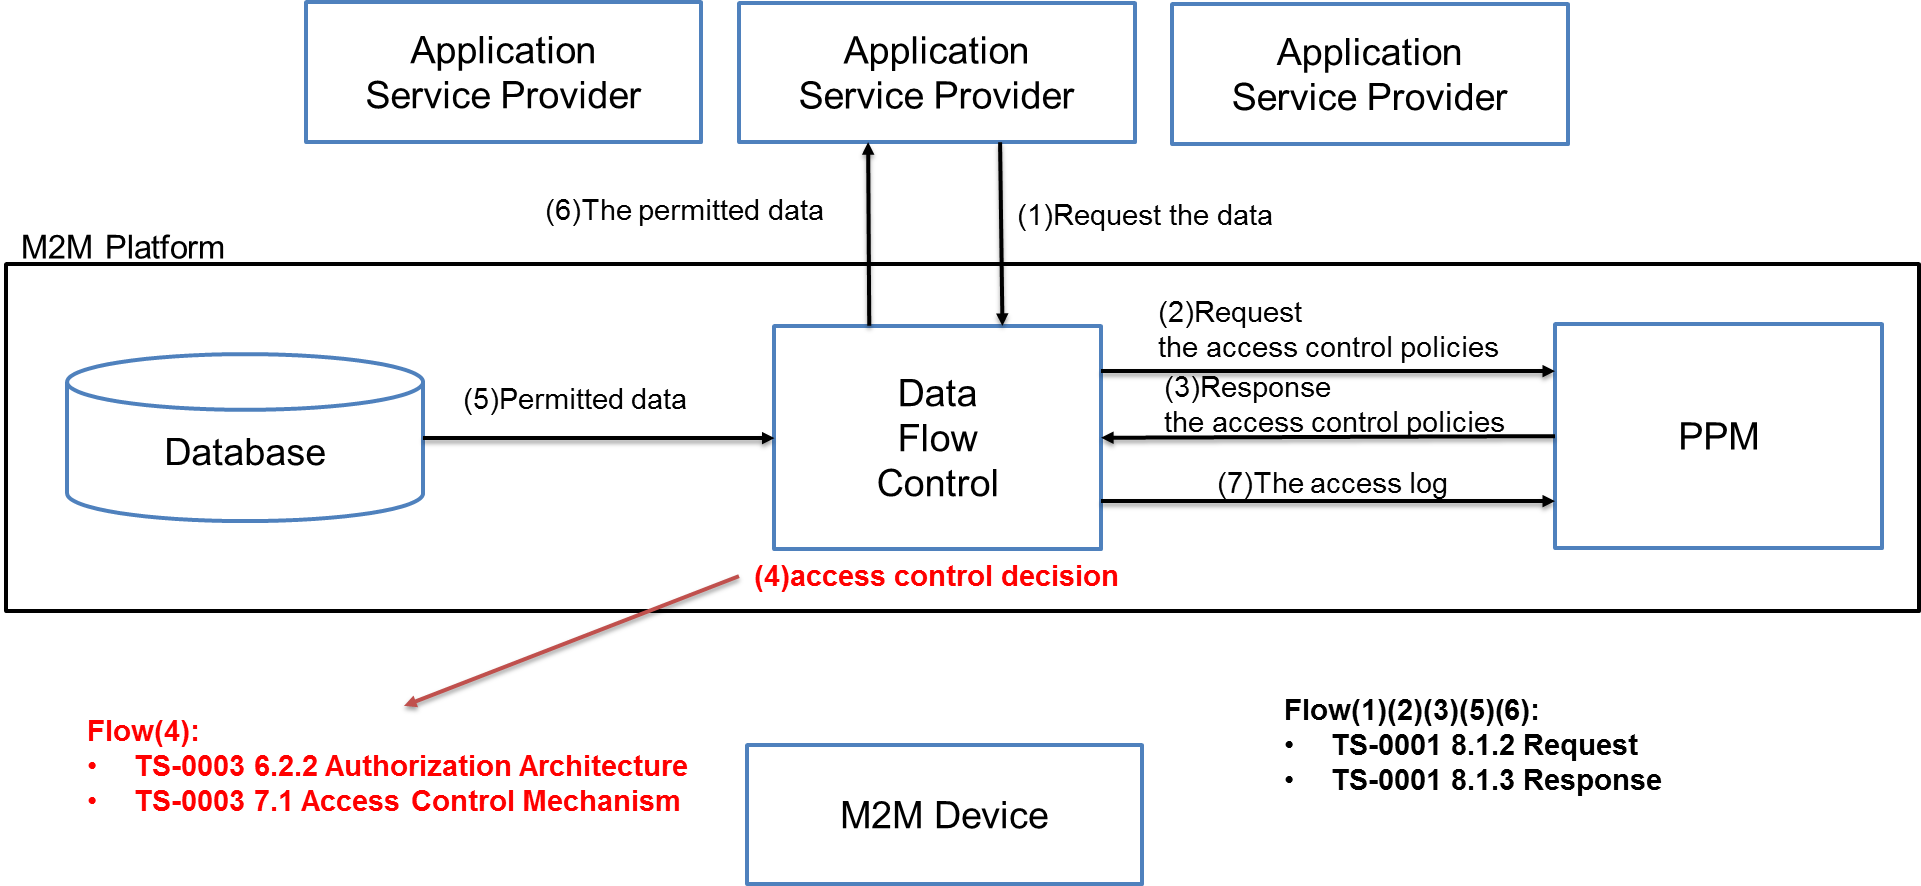 Application
Service Provider
Application
Service Provider
Application
Service Provider
(6)The permitted data
(1)Request the data
M2M Platform
(2)Request
the access control policies
(3)Response
the access control policies
(5)Permitted data
Data
Flow
Control
Database
PPM
(7)The access log
(4)access control decision
Flow(4):
• TS-0003 6.2.2 Authorization Architecture
• TS-0003 7.1 Access Control Mechanism
Flow(1)(2)(3)(5)(6):
• TS-0001 8.1.2 Request
• TS-0001 8.1.3 Response
M2M Device